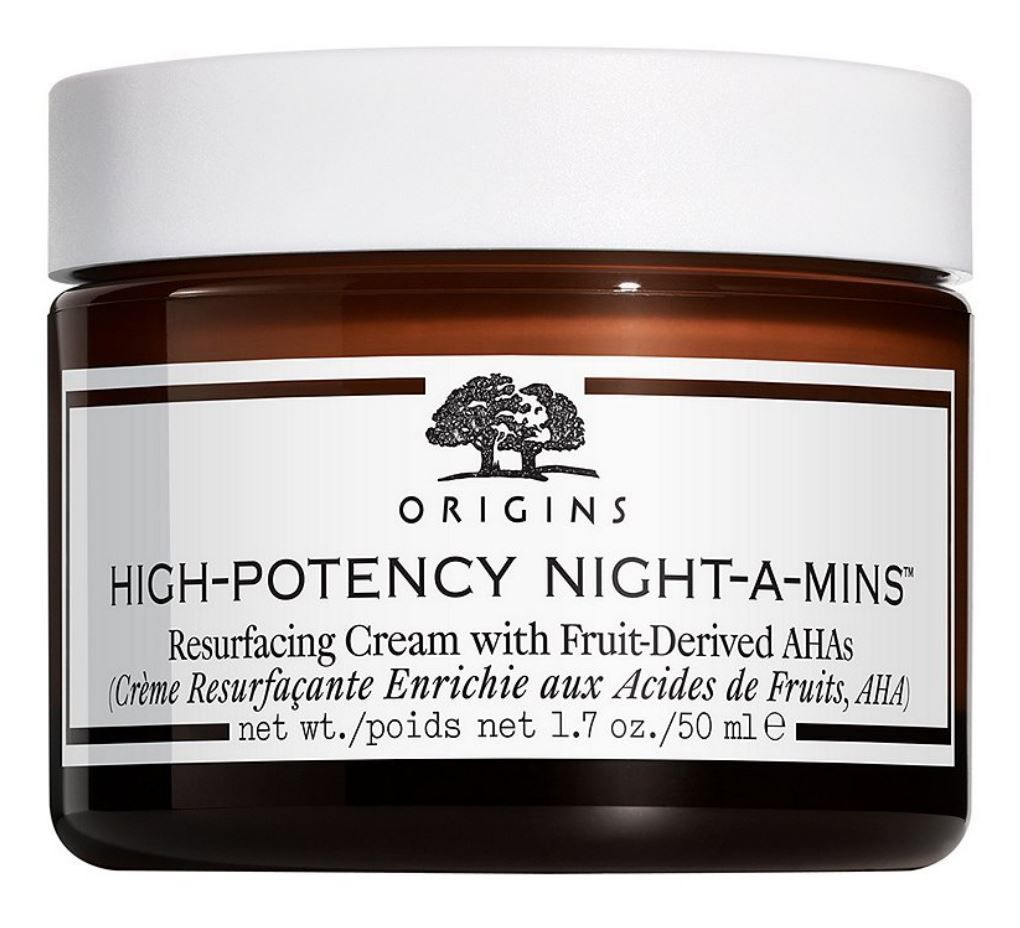 ORIGINS
HIGH-POTENCY NIGHT-A-MINS™
Resurfacing Cream with Fruit-Derived AHAs
(Crème Resurfaçante Enrichie aux Acides de Fruits, AHA)
net wt./poids net 1.7 oz./50 ml ℮